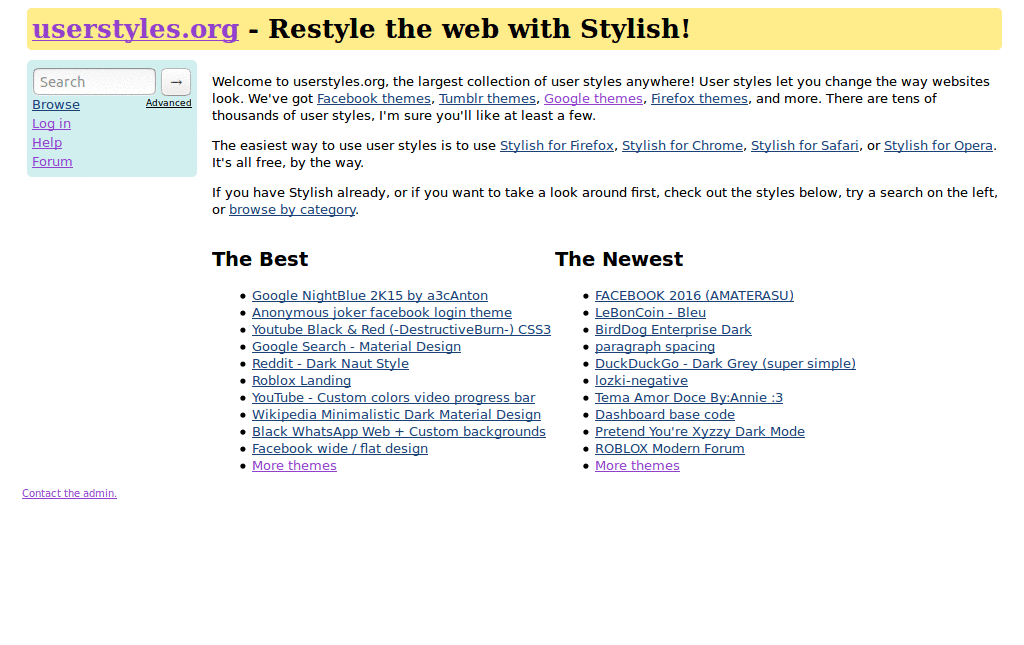 userstyles.org - Restyle the web with Stylish!
Search →
Browse Advanced
Log in
Help
Forum
Welcome to userstyles.org, the largest collection of user styles anywhere! User styles let you change the way websites
look. We've got Facebook themes, Tumblr themes, Google themes, Firefox themes, and more. There are tens of
thousands of user styles, I'm sure you'll like at least a few.
The easiest way to use user styles is to use Stylish for Firefox, Stylish for Chrome, Stylish for Safari, or Stylish for Opera.
It's all free, by the way.
If you have Stylish already, or if you want to take a look around first, check out the styles below, try a search on the left,
or browse by category.
The Best
• Google NightBlue 2K15 by a3cAnton
• Anonymous joker facebook login theme
• Youtube Black & Red (-DestructiveBurn-) CSS3
• Google Search - Material Design
• Reddit - Dark Naut Style
• Roblox Landing
• YouTube - Custom colors video progress bar
• Wikipedia Minimalistic Dark Material Design
• Black WhatsApp Web + Custom backgrounds
• Facebook wide / flat design
• More themes
The Newest
• FACEBOOK 2016 (AMATERASU)
• LeBonCoin - Bleu
• BirdDog Enterprise Dark
• paragraph spacing
• DuckDuckGo - Dark Grey (super simple)
• lozki-negative
• Tema Amor Doce By:Annie :3
• Dashboard base code
• Pretend You're Xyzzy Dark Mode
• ROBLOX Modern Forum
• More themes
Contact the admin.